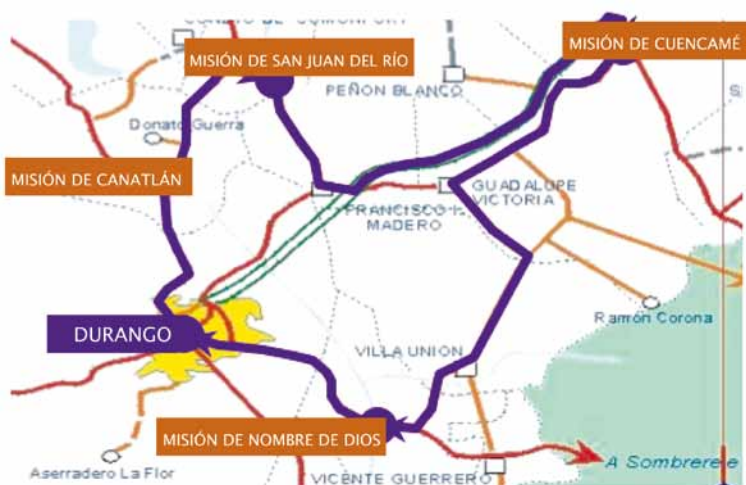 MISIÓN DE SAN JUAN DEL RÍO
MISIÓN DE CUENCAMÉ
PEÑON BLANCO
Donato Guerra
MISIÓN DE CANATLÁN
GUADALUPE
VICTORIA
FRANCISCO I.
MADERO
Ramón Corona
DURANGO
VILLA UNION
MISIÓN DE NOMBRE DE DIOS
A Sombrere e
Aserradero La Flor
VICENTE GUERRERO